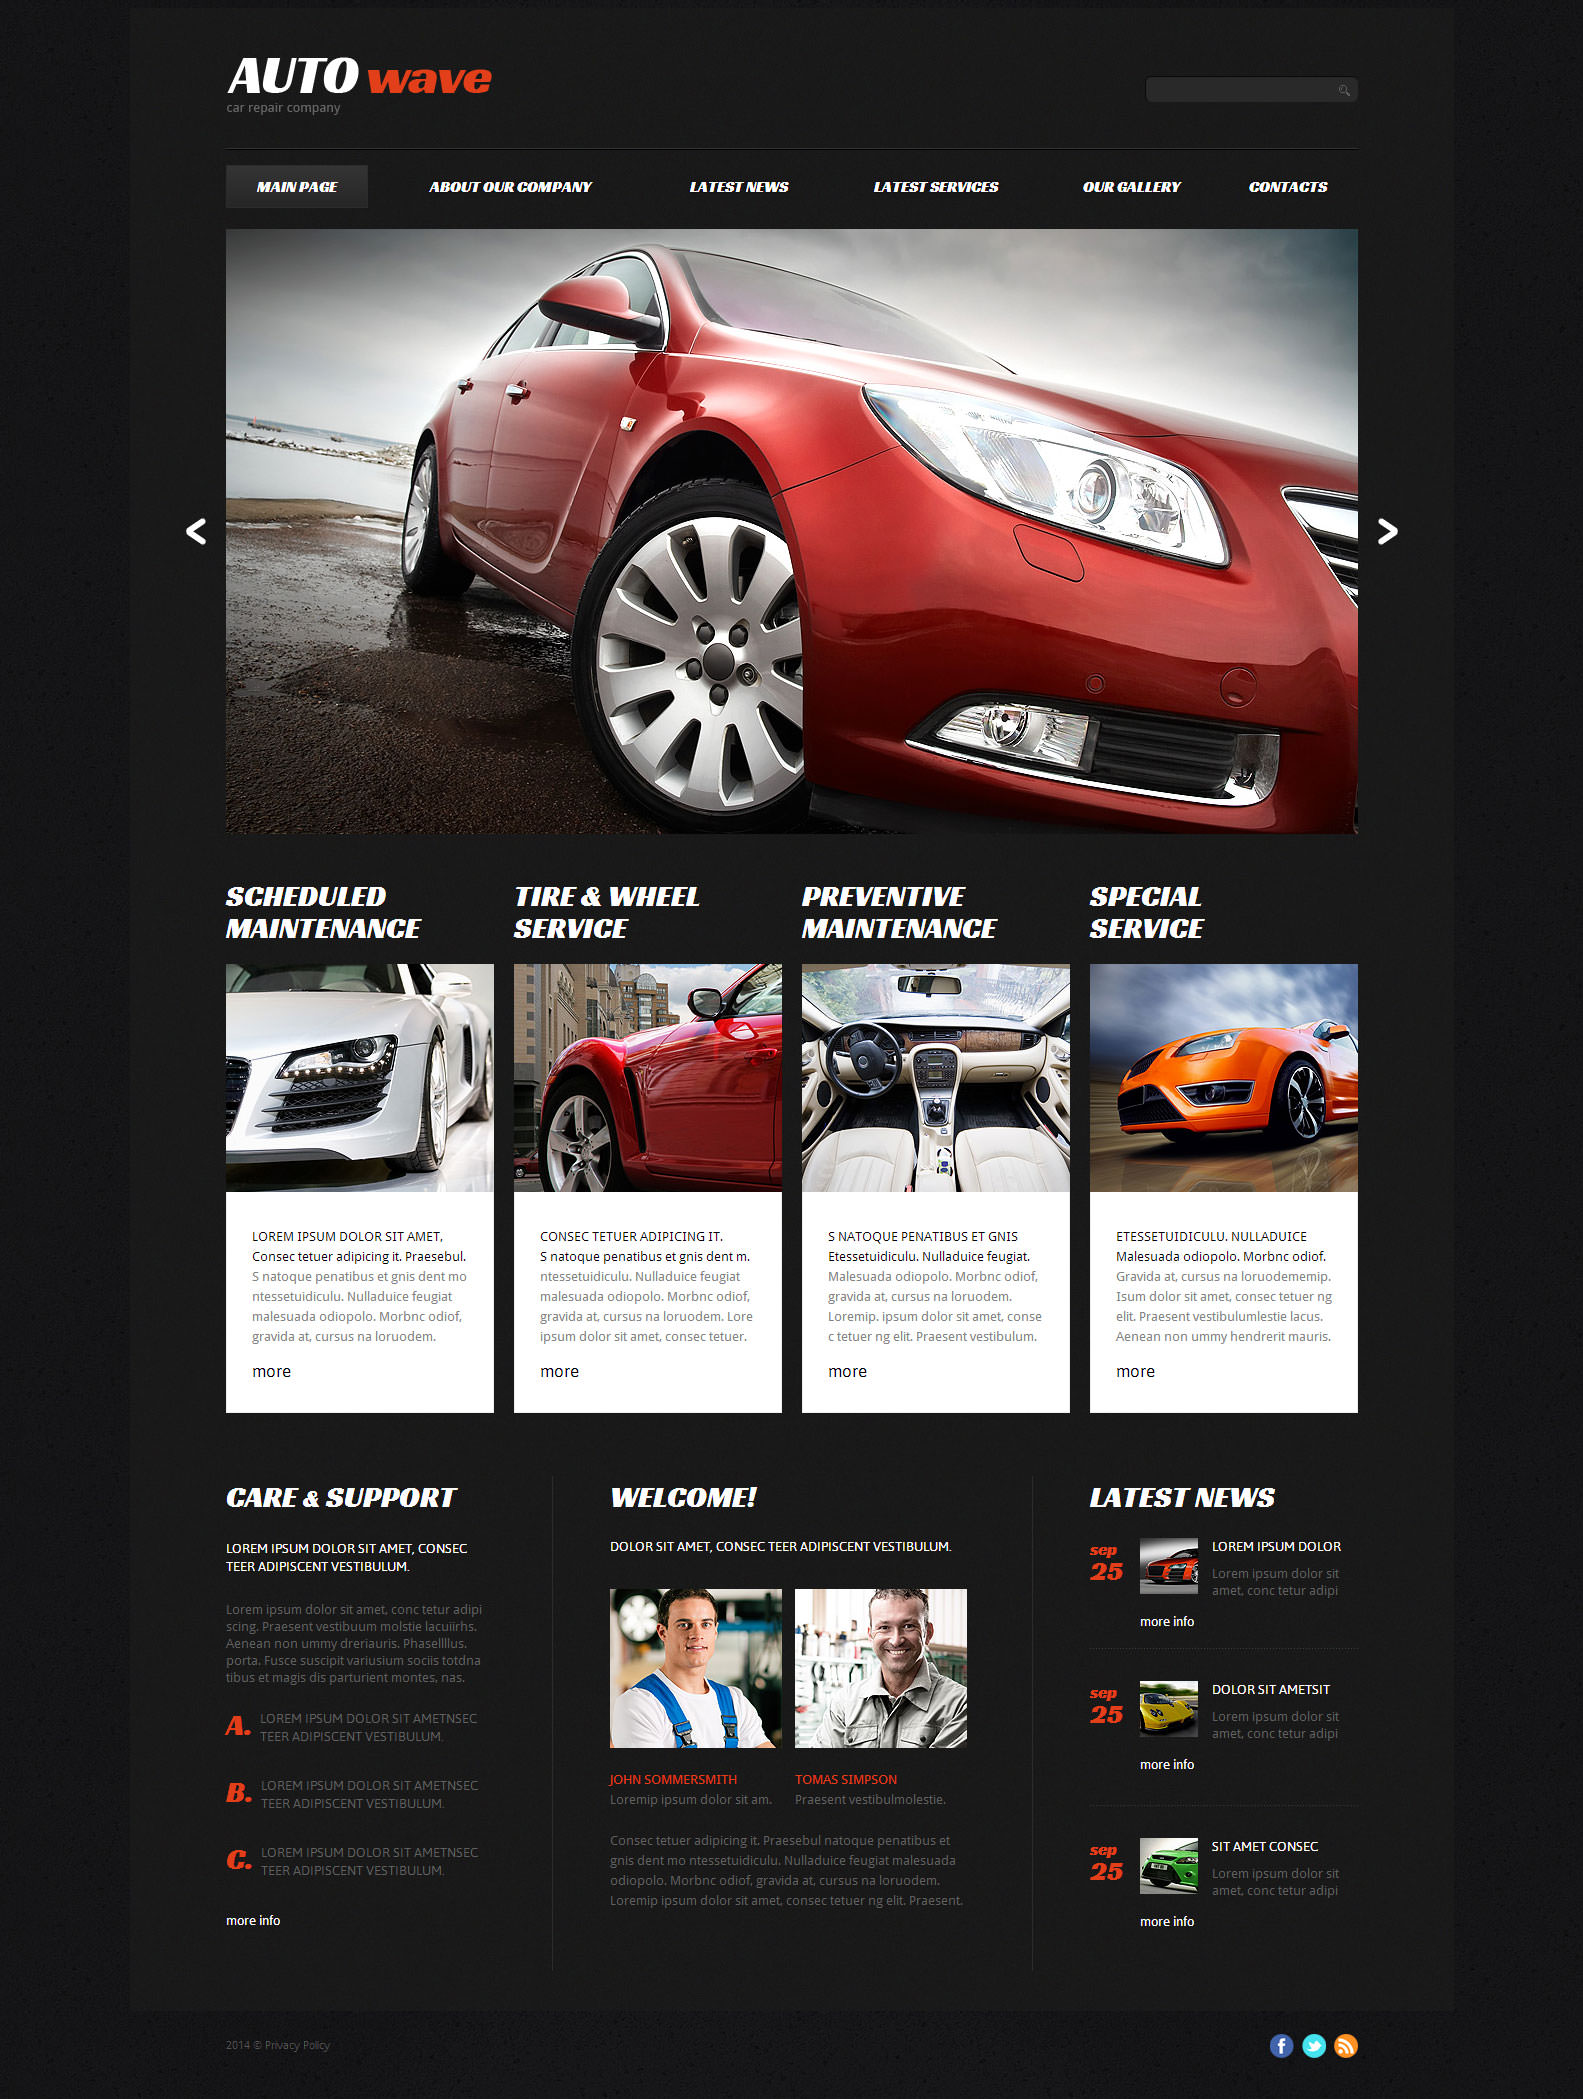 AUTO wave
car repair company
MAIN PAGE
ABOUT OUR COMPANY
LATEST NEWS
LATEST SERVICES
OUR GALLERY
CONTACTS
SCHEDULED
MAINTENANCE
LOREM IPSUM DOLOR SIT AMET,
Consec tetuer adipicing it. Praesebul.
S natoque penatibus et gnis dent mo
ntessetuidiculu. Nulladuice feugiat
malesuada odiopolo. Morbnc odiof,
gravida at, cursus na loruodem.
more
TIRE & WHEEL
SERVICE
CONSEC TETUER ADIPICING IT.
S natoque penatibus et gnis dent m.
ntessetuidiculu. Nulladuice feugiat
malesuada odiopolo. Morbnc odiof,
gravida at, cursus na loruodem. Lore
ipsum dolor sit amet, consec tetuer.
more
PREVENTIVE
MAINTENANCE
S NATOQUE PENATIBUS ET GNIS
Etessetuidiculu. Nulladuice feugiat.
Malesuada odiopolo. Morbnc odiof,
gravida at, cursus na loruodem.
Loremip. ipsum dolor sit amet, conse
c tetuer ng elit. Praesent vestibulum.
more
SPECIAL
SERVICE
ETESSETUIDICULU. NULLADUICE
Malesuada odiopolo. Morbnc odiof.
Gravida at, cursus na loruodememip.
Isum dolor sit amet, consec tetuer ng
elit. Praesent vestibulumlestie lacus.
Aenean non ummy hendrerit mauris.
more
CARE & SUPPORT
LOREM IPSUM DOLOR SIT AMET, CONSEC
TEER ADIPISCENT VESTIBULUM.
Lorem ipsum dolor sit amet, conc tetur adipi
scing. Praesent vestibuum molstie lacuiirhs.
Aenean non ummy dreriauris. Phasellllus.
porta. Fusce suscipit variusium sociis totdna
tibus et magis dis parturient montes, nas.
A. LOREM IPSUM DOLOR SIT AMETNSEC
TEER ADIPISCENT VESTIBULUM.
B. LOREM IPSUM DOLOR SIT AMETNSEC
TEER ADIPISCENT VESTIBULUM.
C. LOREM IPSUM DOLOR SIT AMETNSEC
TEER ADIPISCENT VESTIBULUM.
more info
WELCOME!
DOLOR SIT AMET, CONSEC TEER ADIPISCENT VESTIBULUM.
JOHN SOMMERSMITH
Loremip ipsum dolor sit am.
TOMAS SIMPSON
Praesent vestibulmolestie.
Consec tetuer adipicing it. Praesebul natoque penatibus et
gnis dent mo ntessetuidiculu. Nulladuice feugiat malesuada
odiopolo. Morbnc odiof, gravida at, cursus na loruodem.
Loremip ipsum dolor sit amet, consec tetuer ng elit. Praesent.
LATEST NEWS
sep
25
LOREM IPSUM DOLOR
Lorem ipsum dolor sit
amet, conc tetur adipi
more info
sep
25
DOLOR SIT AMETSIT
Lorem ipsum dolor sit
amet, conc tetur adipi
more info
sep
25
SIT AMET CONSEC
Lorem ipsum dolor sit
amet, conc tetur adipi
more info
2014 © Privacy Policy